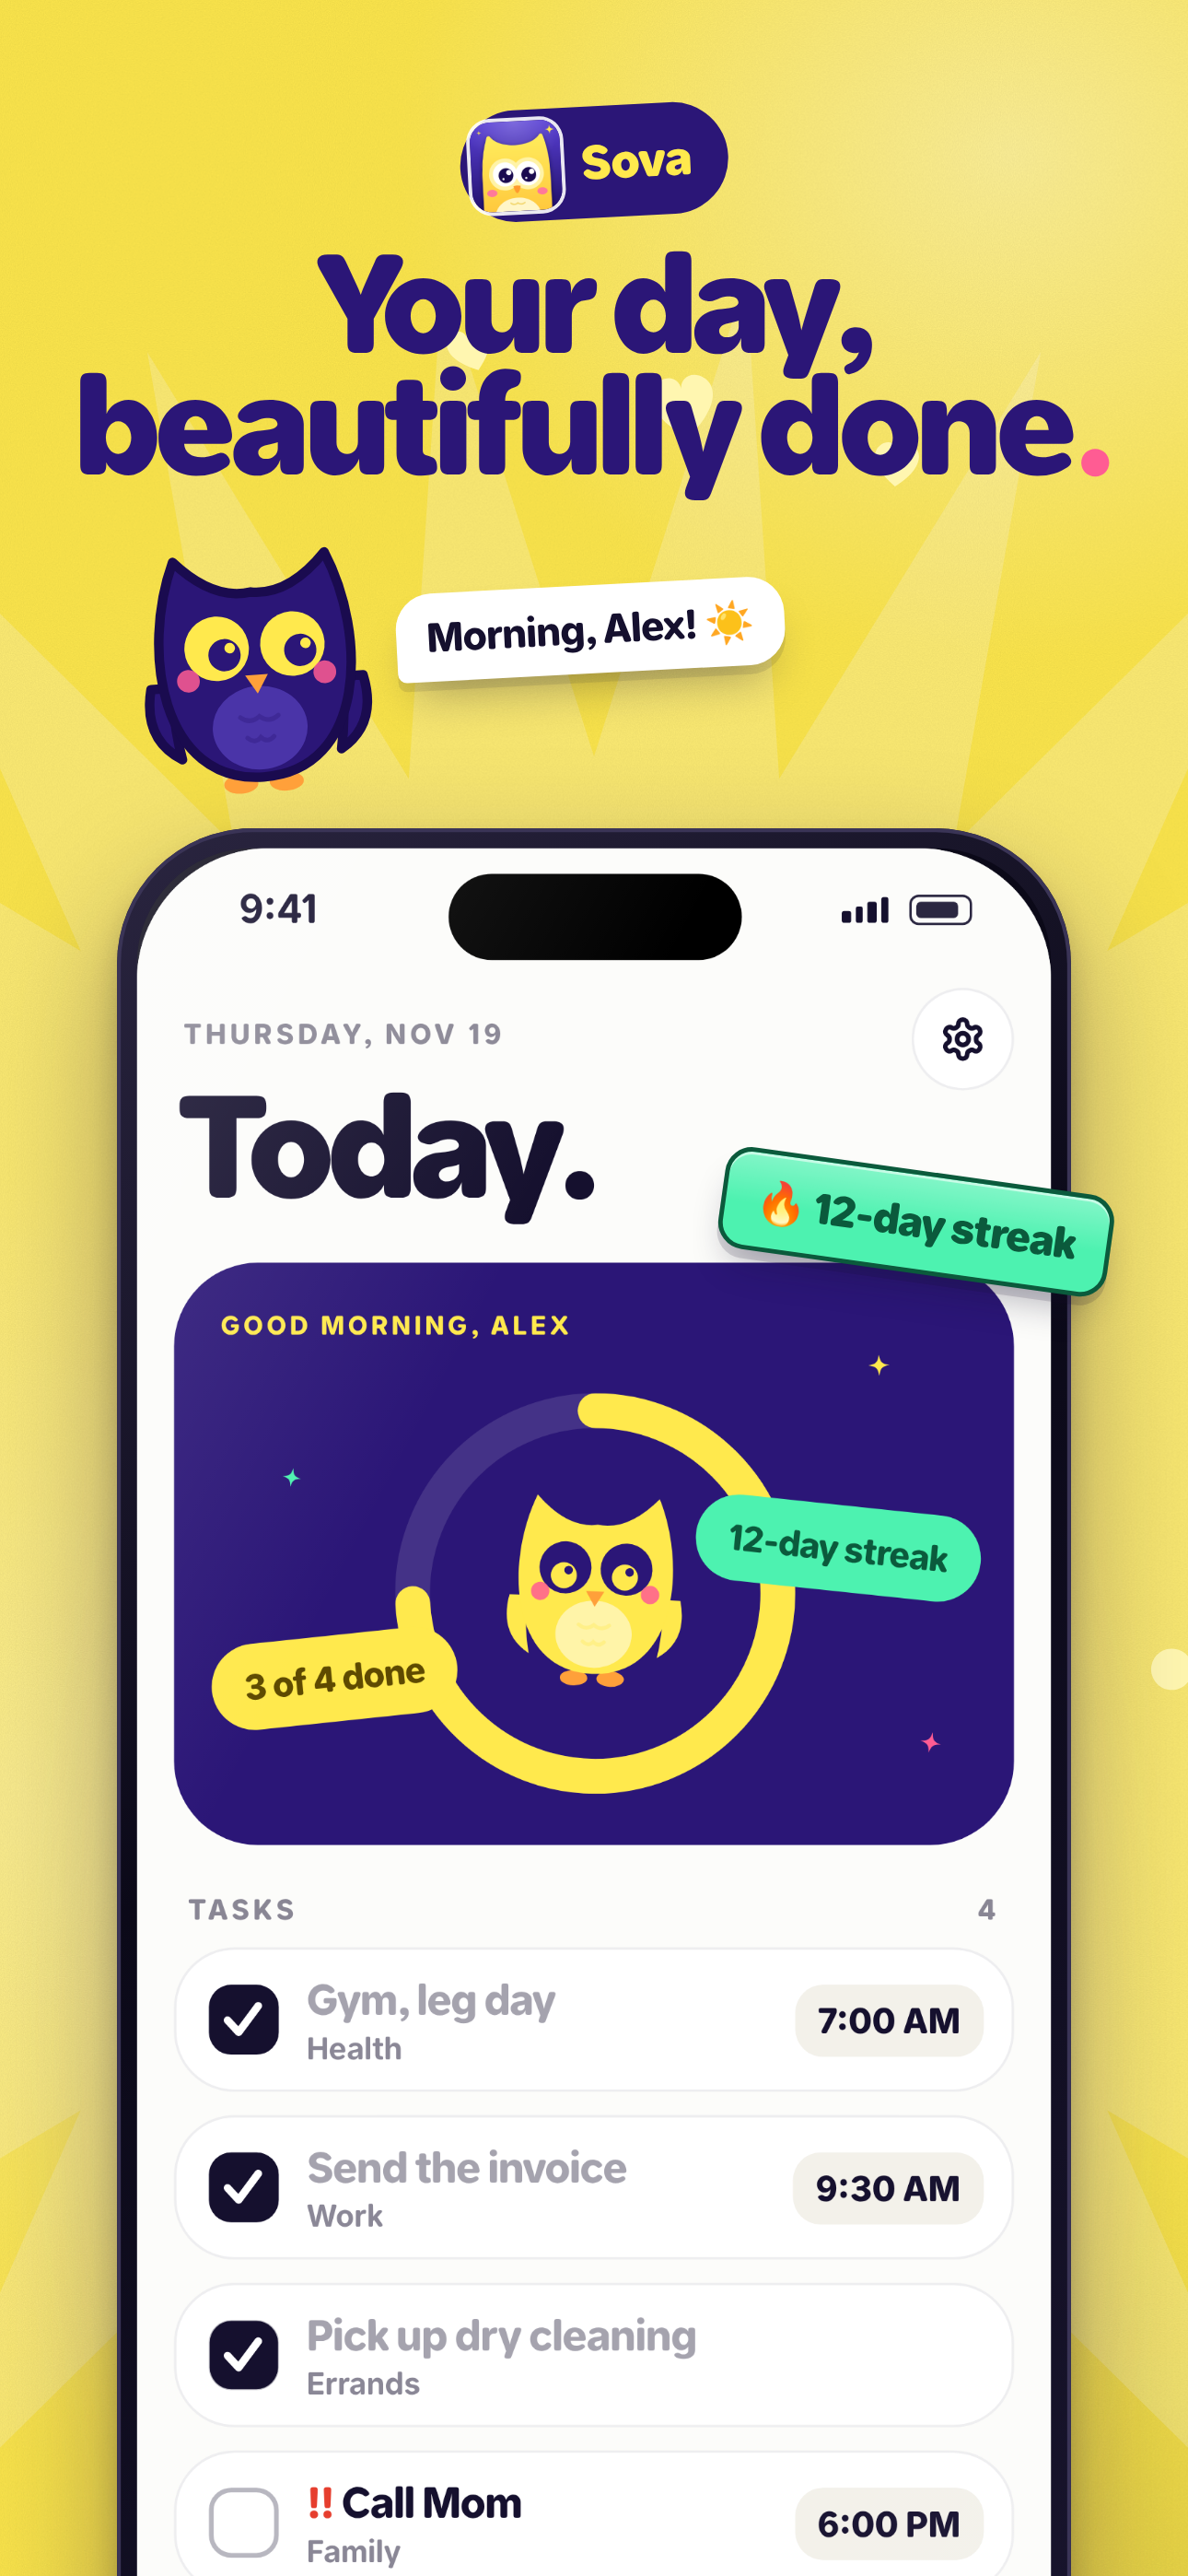 Sova
Your day,
beautifully done.
Morning, Alex! ☀️
9:41
THURSDAY, NOV 19
Today.
🔥 12-day streak
GOOD MORNING, ALEX
12-day streak
3 of 4 done
TASKS 4
Gym, leg day
Health
7:00 AM
Send the invoice
Work
9:30 AM
Pick up dry cleaning
Errands
‼ Call Mom
Family
6:00 PM